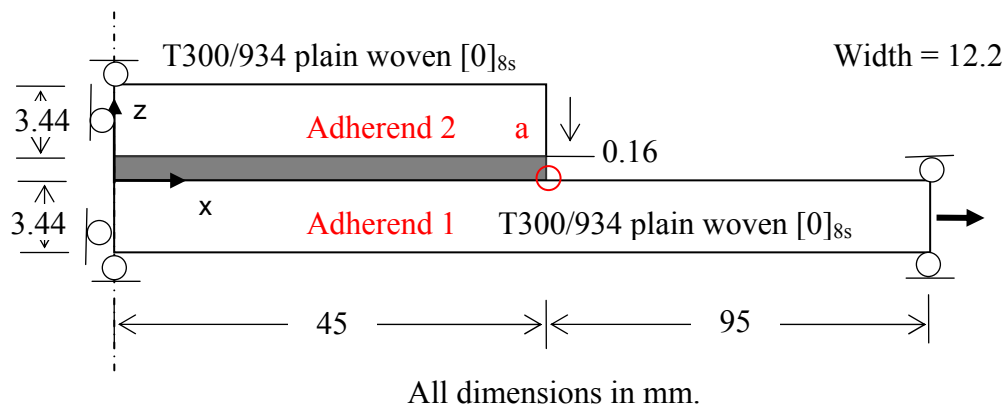 T300/934 plain woven [0]8s
Width = 12.2
3.44
z
Adherend 2
a
0.16
x
3.44
Adherend 1
T300/934 plain woven [0]8s
45
95
All dimensions in mm.